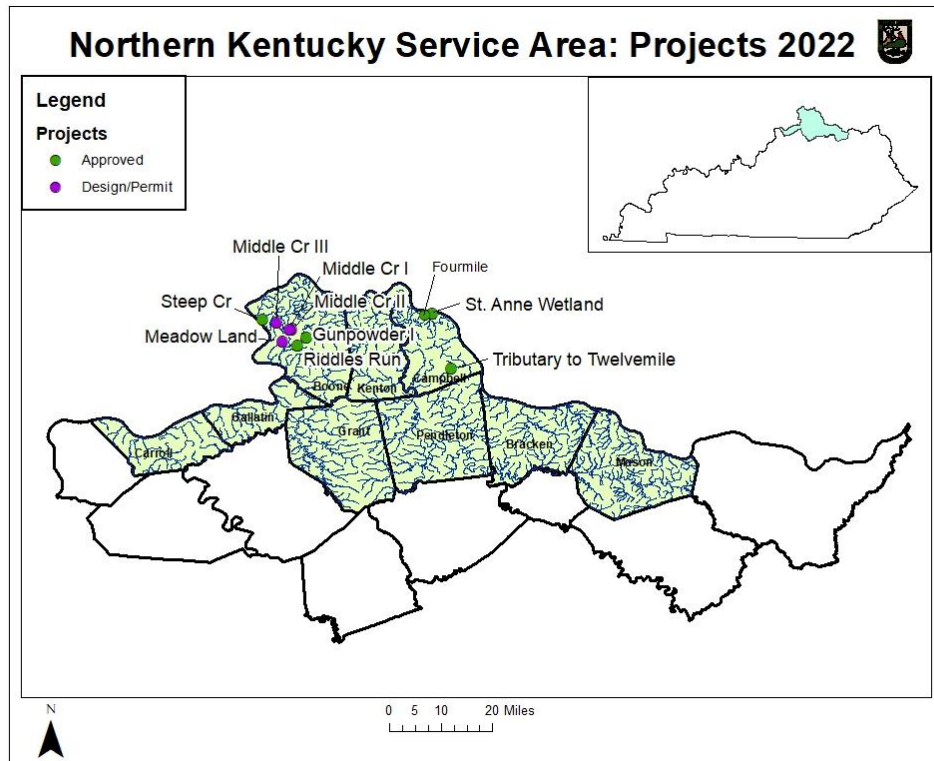 Northern Kentucky Service Area: Projects 2022
Legend
Projects
Approved
Design/Permit
Middle Cr III
Middle Cr I
Fourmile
Steep Cr
Middle Cr II
St. Anne Wetland
Meadow Land
Gunpowder I
Riddles Run
Tributary to Twelvemile
Boone
Kenton
Campbell
Gallatin
Carroll
Grant
Pendleton
Bracken
Mason
N
0 5 10 20 Miles